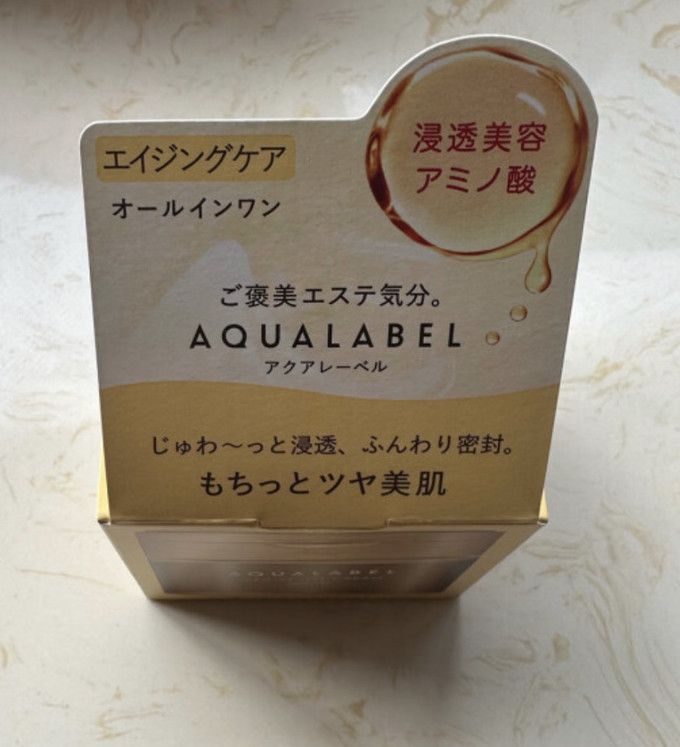 エイジングケア
オールインワン
浸透美容
アミノ酸
ご褒美エステ気分。
AQUALABEL
アクアレーベル
じゅわ〜っと浸透、ふんわり密封。
もちっとツヤ美肌
AQUALABEL